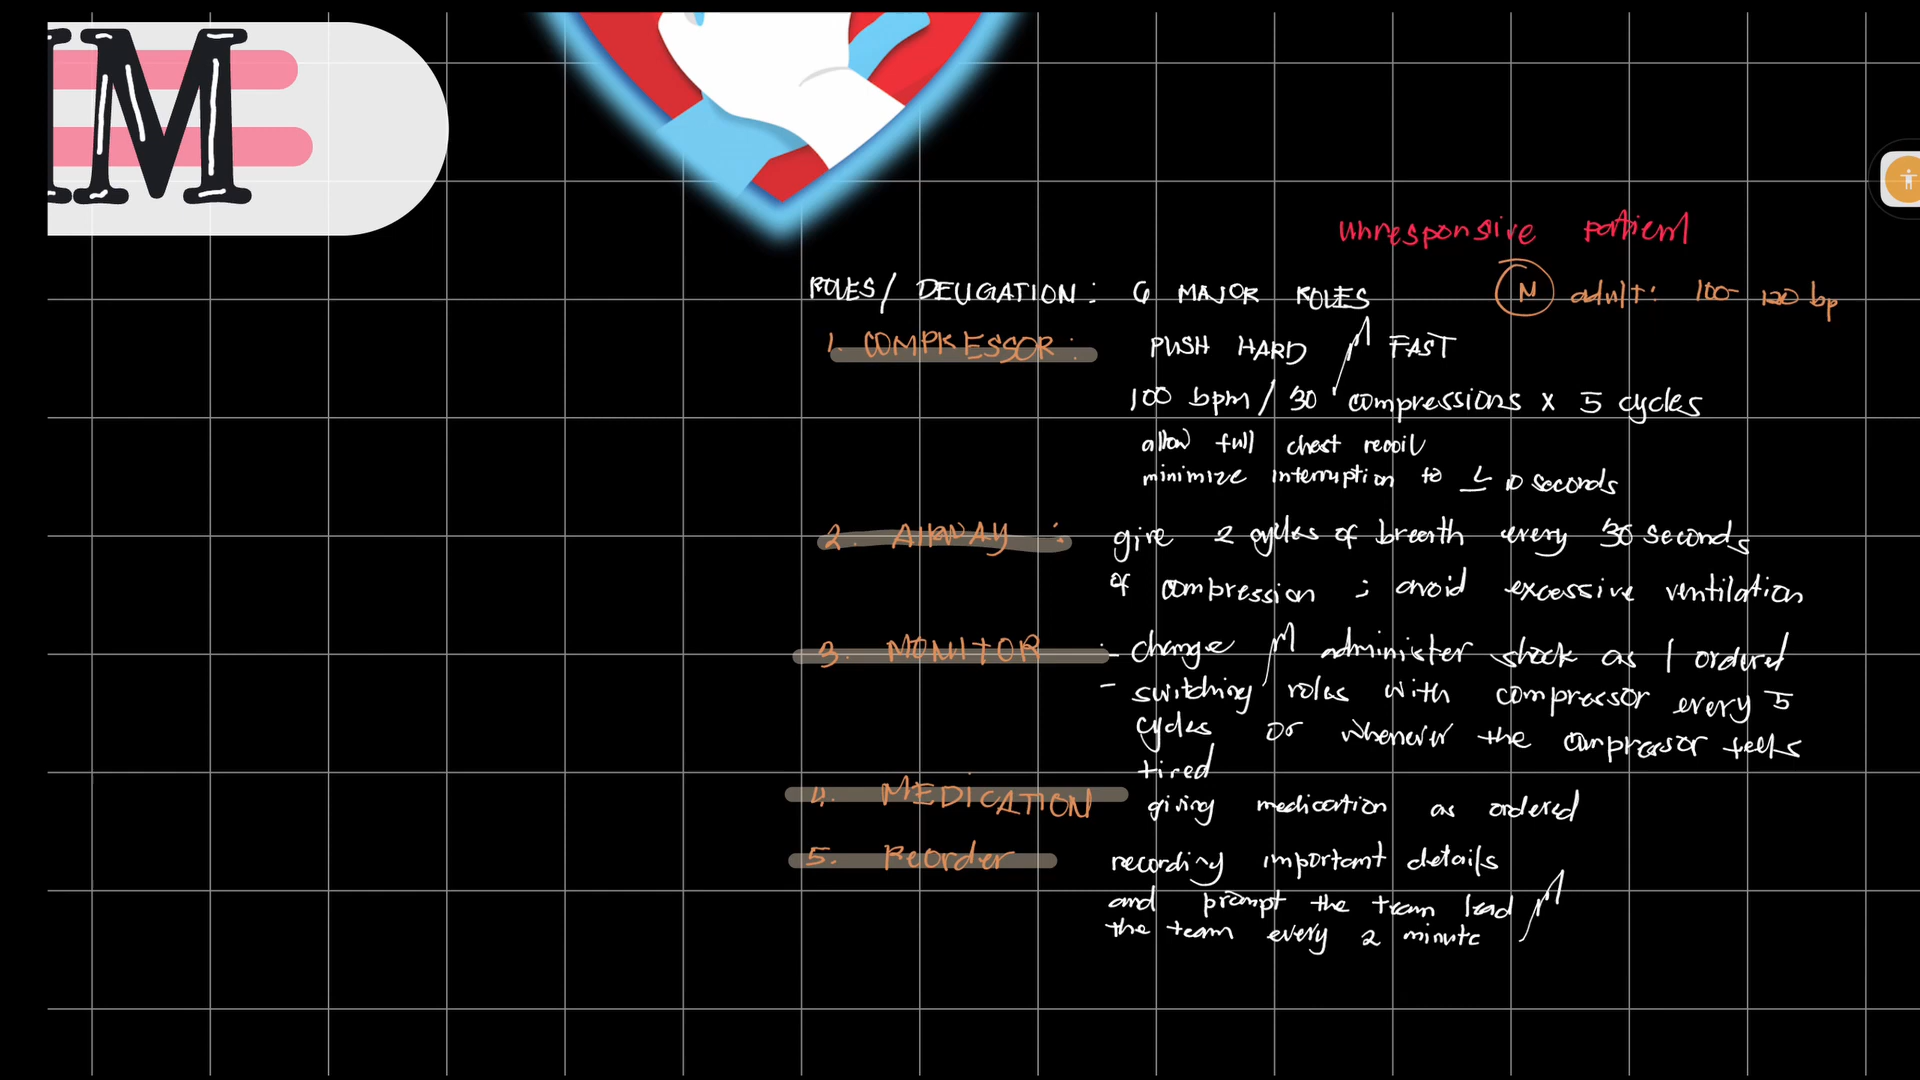 M
unresponsive patient
ROLES/ DELIGATION: 6 MAJOR ROLES
N adult: 100- 120 bp
1. COMPRESSOR: PUSH HARD & FAST
100 bpm / 30 compressions x 5 cycles
allow full chest recoil
minimize interruption to ≤ 10 seconds
2. AIRWAY : give 2 cycles of breath every 30 seconds
of compression ; avoid excessive ventilation
3. MONITOR : - change & administer shock as ordered
- switching roles with compressor every 5
cycles or whenever the compressor feels
tired
4. MEDICATION giving medication as ordered
5. Reorder recording important details
and prompt the team lead &
the team every 2 minute